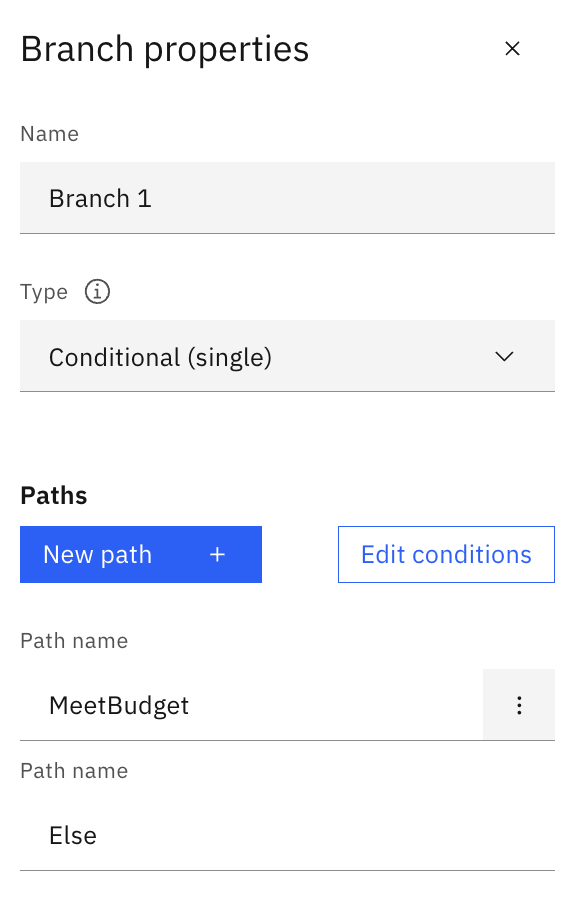 Branch properties
Name
Branch 1
Type
Conditional (single)
Paths
New path +
Edit conditions
Path name
MeetBudget
Path name
Else